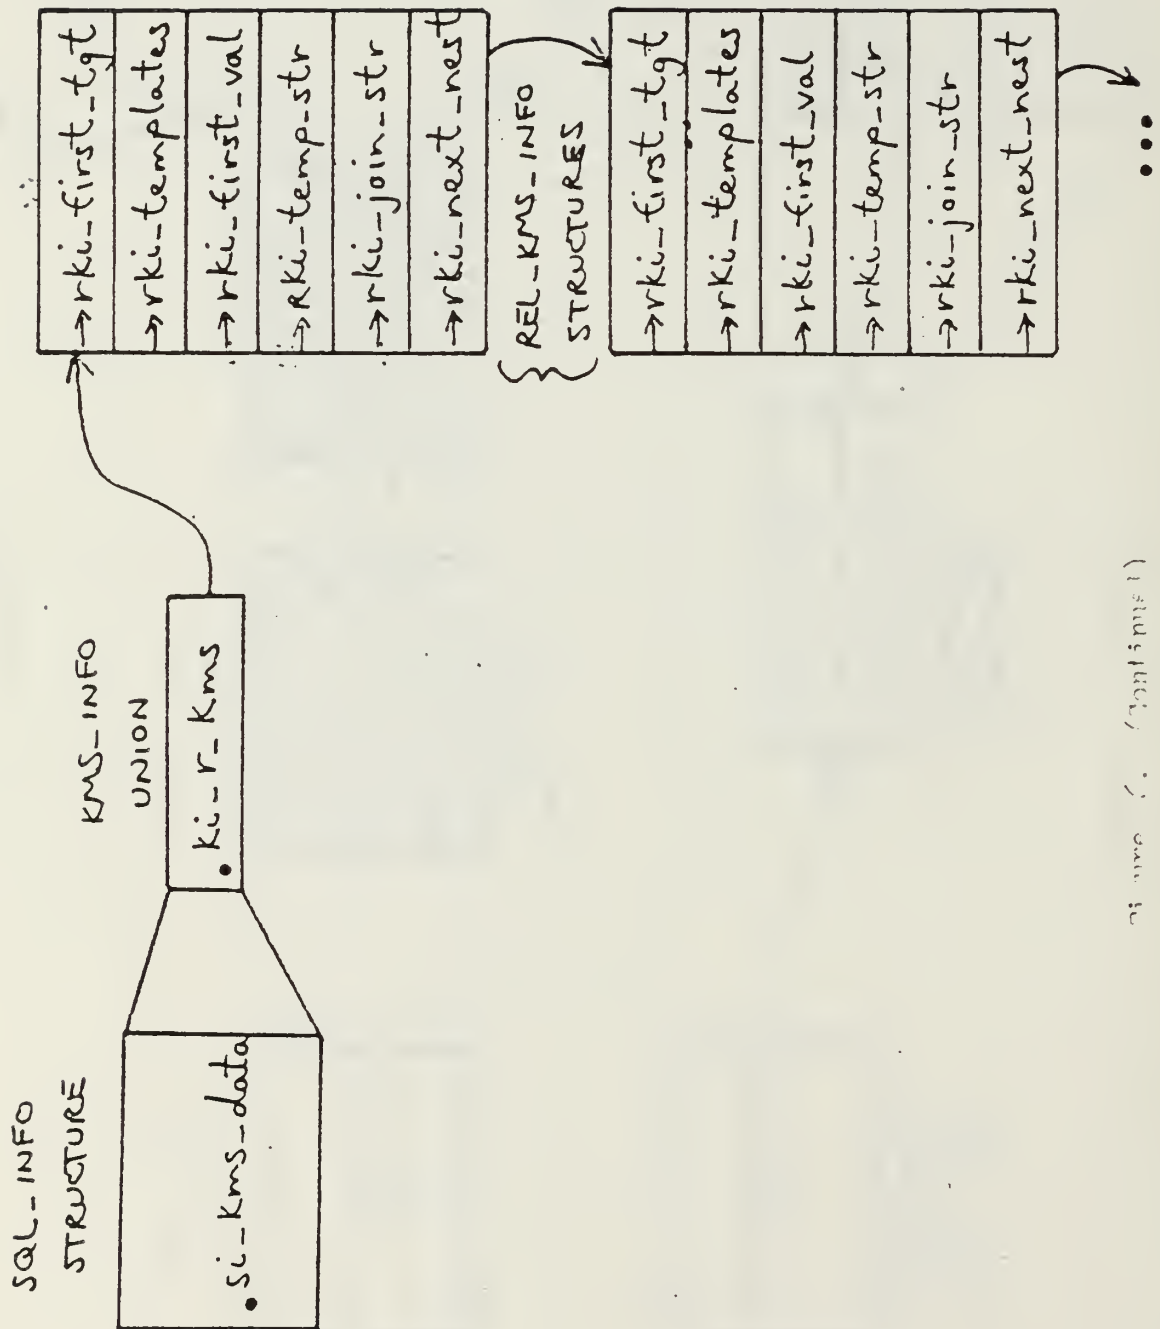 SQL_INFO
STRUCTURE
.si_kms_data
KMS_INFO
UNION
.ki_r_kms
→rki_first_tgt
→rki_templates
→rki_first_val
→rki_temp_str
→rki_join_str
→rki_next_nest
REL_KMS_INFO
STRUCTURES
→rki_first_tgt
→rki_templates
→rki_first_val
→rki_temp_str
→rki_join_str
→rki_next_nest
...